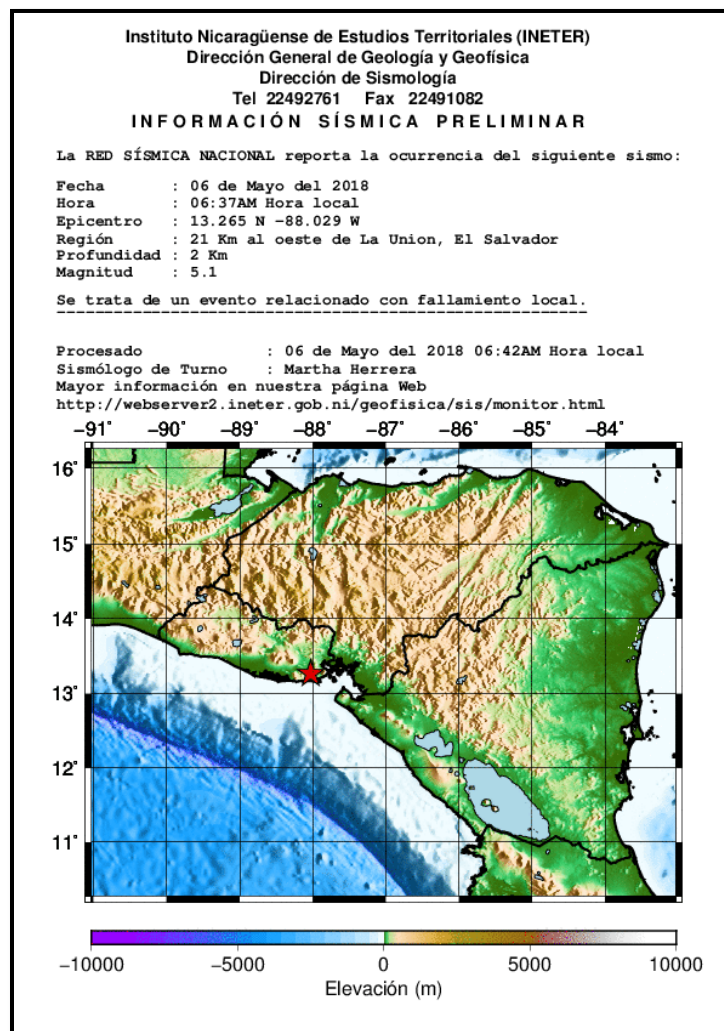 Instituto Nicaragüense de Estudios Territoriales (INETER)
Dirección General de Geología y Geofísica
Dirección de Sismología
Tel 22492761 Fax 22491082
INFORMACIÓN SÍSMICA PRELIMINAR
La RED SÍSMICA NACIONAL reporta la ocurrencia del siguiente sismo:
Fecha : 06 de Mayo del 2018
Hora : 06:37AM Hora local
Epicentro : 13.265 N -88.029 W
Región : 21 Km al oeste de La Union, El Salvador
Profundidad : 2 Km
Magnitud : 5.1
Se trata de un evento relacionado con fallamiento local.
--------------------------------------------------------
Procesado : 06 de Mayo del 2018 06:42AM Hora local
Sismólogo de Turno : Martha Herrera
Mayor información en nuestra página Web
http://webserver2.ineter.gob.ni/geofisica/sis/monitor.html
-91˚ -90˚ -89˚ -88˚ -87˚ -86˚ -85˚ -84˚
16˚
15˚
14˚
13˚
12˚
11˚
-10000 -5000 0 5000 10000
Elevación (m)